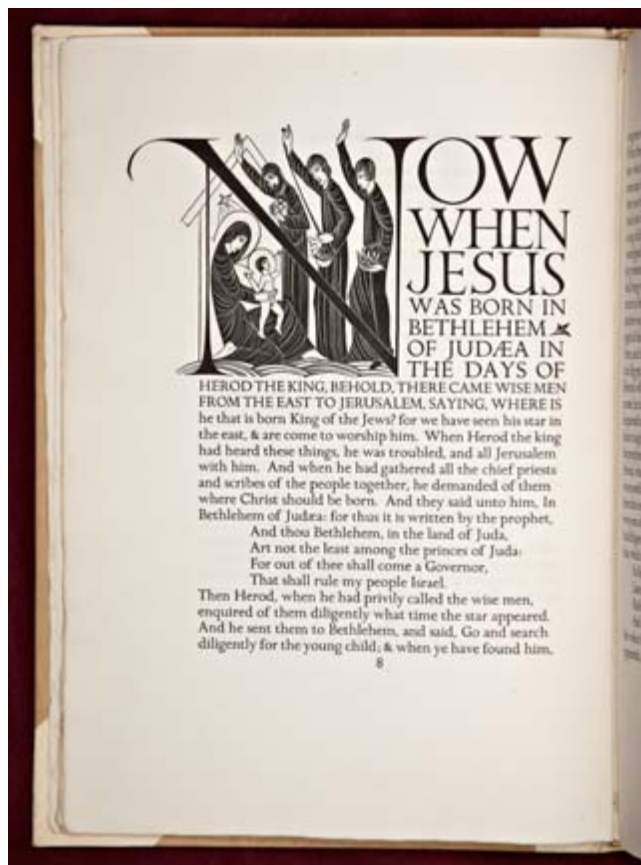 NOW
WHEN
JESUS
WAS BORN IN
BETHLEHEM
OF JUDÆA IN
THE DAYS OF
HEROD THE KING, BEHOLD, THERE CAME WISE MEN
FROM THE EAST TO JERUSALEM, SAYING, WHERE IS
he that is born King of the Jews? for we have seen his star in
the east, & are come to worship him. When Herod the king
had heard these things, he was troubled, and all Jerusalem
with him. And when he had gathered all the chief priests
and scribes of the people together, he demanded of them
where Christ should be born. And they said unto him, In
Bethlehem of Judæa: for thus it is written by the prophet,
And thou Bethlehem, in the land of Juda,
Art not the least among the princes of Juda:
For out of thee shall come a Governor,
That shall rule my people Israel.
Then Herod, when he had privily called the wise men,
enquired of them diligently what time the star appeared.
And he sent them to Bethlehem, and said, Go and search
diligently for the young child; & when ye have found him,
8